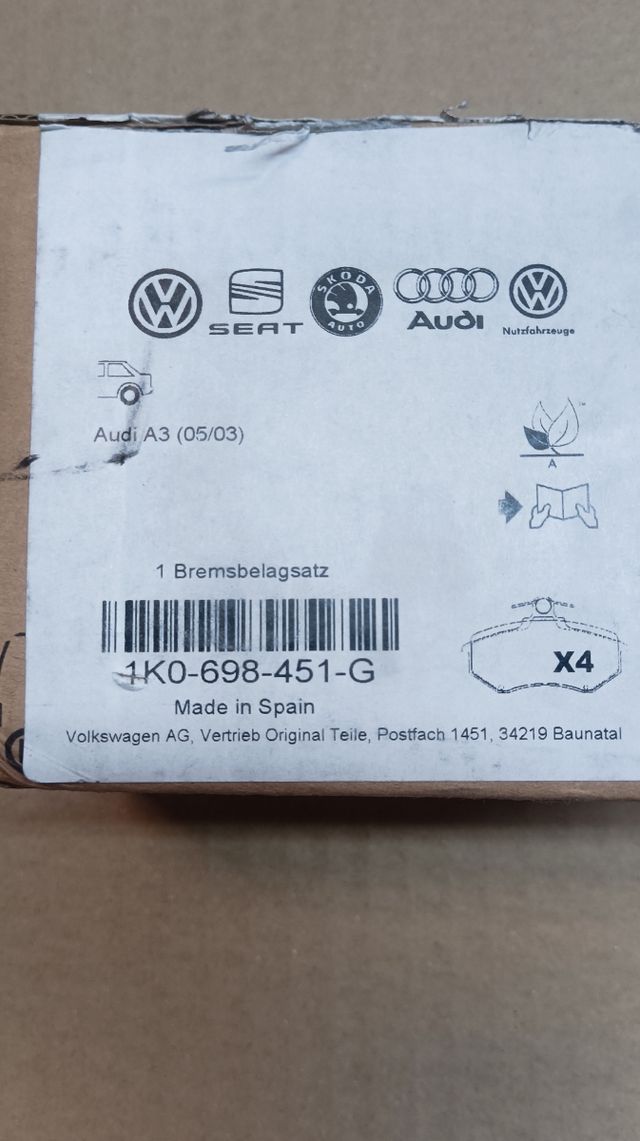 SEAT
SKODA
AUTO
Audi
Nutzfahrzeuge
Audi A3 (05/03)
TM
A
1 Bremsbelagsatz
X4
1K0-698-451-G
Made in Spain
Volkswagen AG, Vertrieb Original Teile, Postfach 1451, 34219 Baunatal